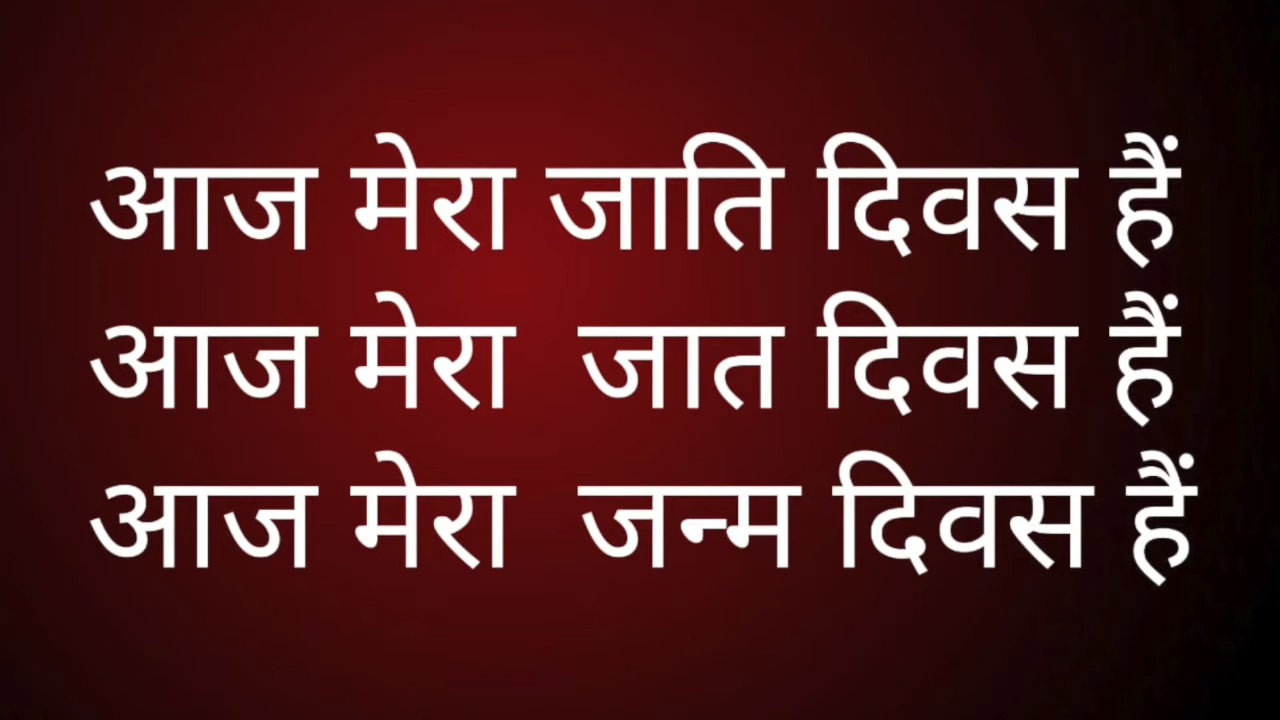 आज मेरा जाति दिवस हैं
आज मेरा जात दिवस हैं
आज मेरा जन्म दिवस हैं